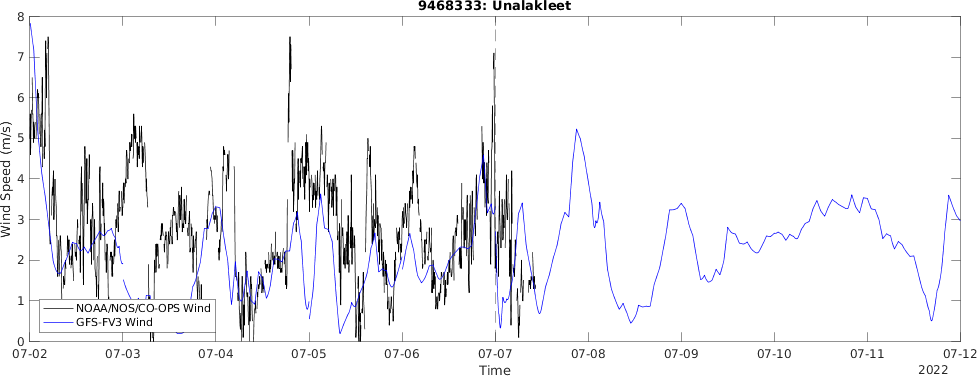 9468333: Unalakleet
8
7
6
5
4
3
2
1
0
Wind Speed (m/s)
NOAA/NOS/CO-OPS Wind
GFS-FV3 Wind
07-02 07-03 07-04 07-05 07-06 07-07 07-08 07-09 07-10 07-11 07-12
Time
2022